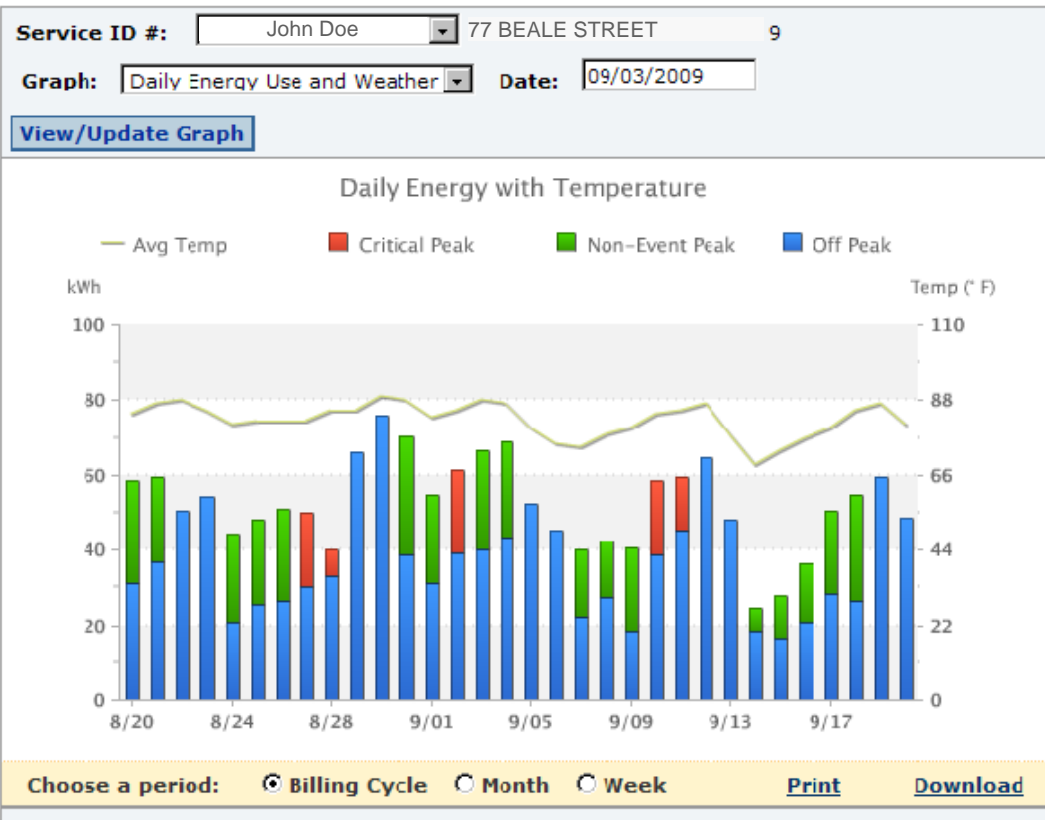 Service ID #: John Doe 77 BEALE STREET 9
Graph: Daily Energy Use and Weather Date: 09/03/2009
View/Update Graph
Daily Energy with Temperature
Avg Temp Critical Peak Non-Event Peak Off Peak
kWh Temp (° F)
100 110
80 88
60 66
40 44
20 22
0 0
8/20 8/24 8/28 9/01 9/05 9/09 9/13 9/17
Choose a period: Billing Cycle Month Week Print Download